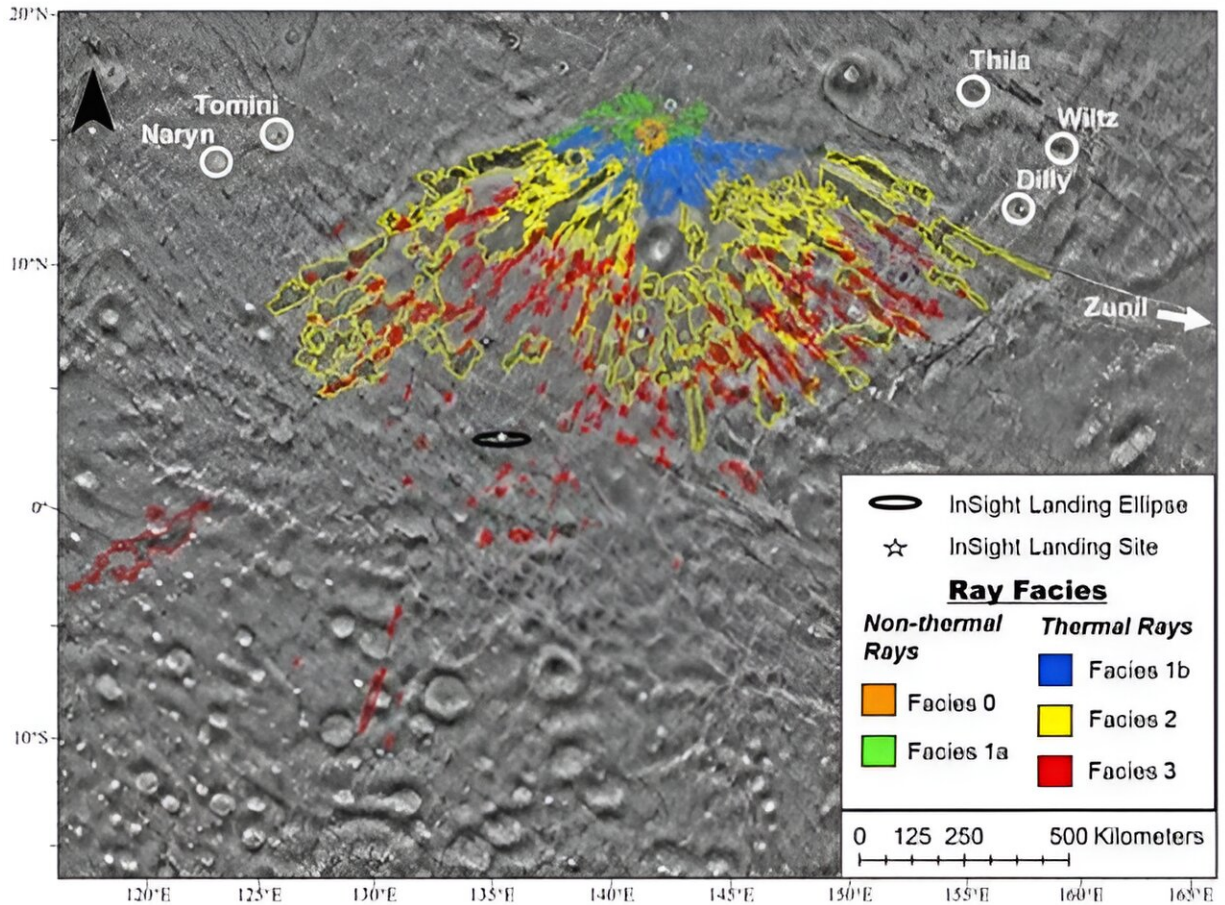 20°N
Thila
Tomini
Wiltz
Naryn
Dilly
10°N
Zunil
InSight Landing Ellipse
0°
InSight Landing Site
Ray Facies
Non-thermal
Rays
Thermal Rays
Facies 1b
Facies 0
Facies 2
10°S
Facies 1a
Facies 3
0 125 250 500 Kilometers
120°E 125°E 130°E 135°E 140°E 145°E 150°E 155°E 160°E 165°E